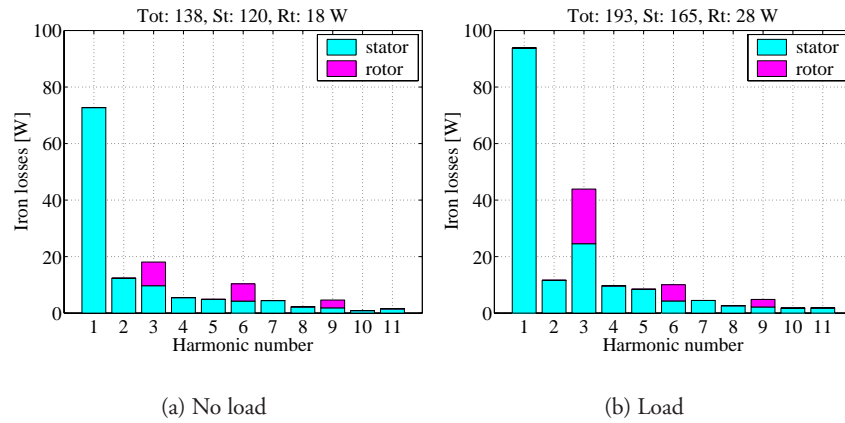 Tot: 138, St: 120, Rt: 18 W
100
80
60
40
20
0
Iron losses [W]
stator
rotor
1 2 3 4 5 6 7 8 9 10 11
Harmonic number
(a) No load
Tot: 193, St: 165, Rt: 28 W
100
80
60
40
20
0
Iron losses [W]
stator
rotor
1 2 3 4 5 6 7 8 9 10 11
Harmonic number
(b) Load